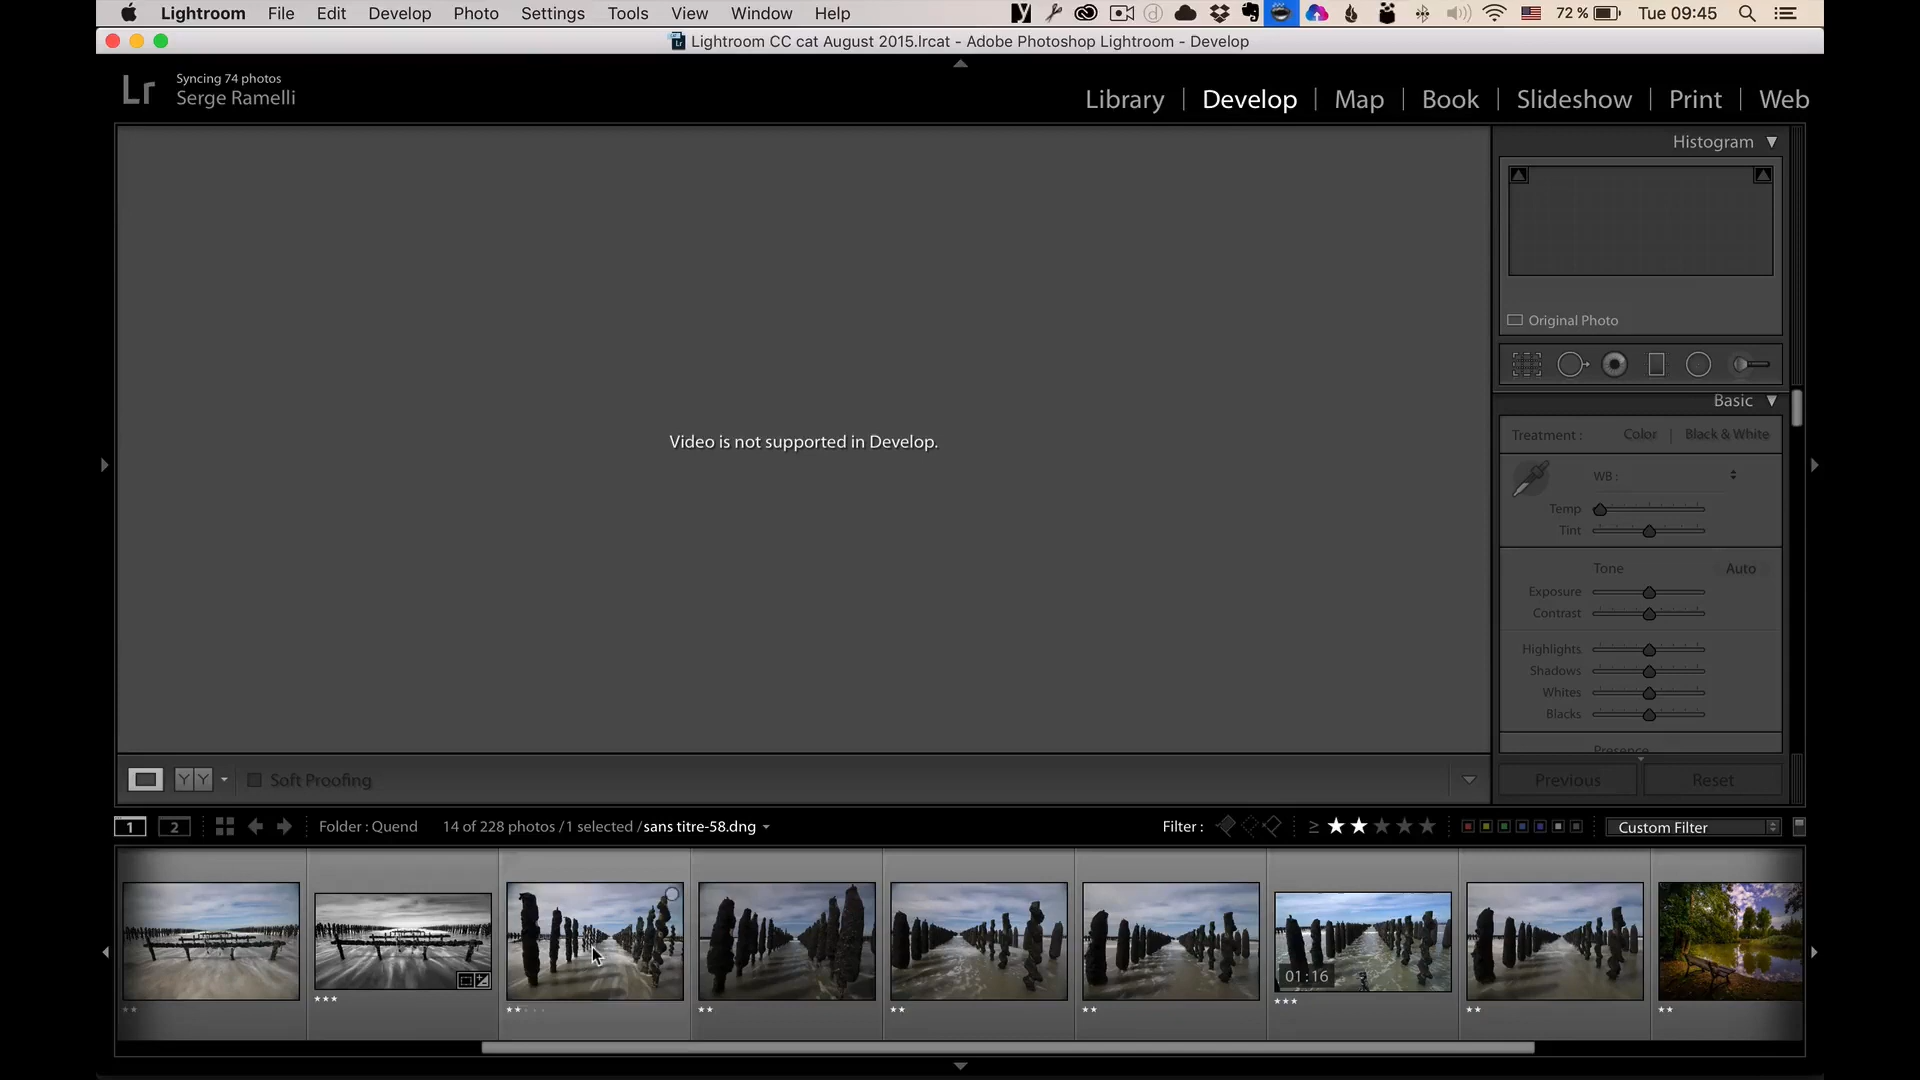 Lightroom File Edit Develop Photo Settings Tools View Window Help 72 % Tue 09:45
Lightroom CC cat August 2015.lrcat - Adobe Photoshop Lightroom - Develop
Lr
Syncing 74 photos
Serge Ramelli
Library | Develop | Map | Book | Slideshow | Print | Web
Histogram
Original Photo
Basic
Treatment : Color | Black & White
WB :
Temp
Tint
Tone Auto
Exposure
Contrast
Highlights
Shadows
Whites
Blacks
Presence
Video is not supported in Develop.
Y Y Soft Proofing
Previous Reset
1 2 Folder : Quend 14 of 228 photos /1 selected /sans titre-58.dng Filter : ≥ ★★★★★ Custom Filter
01:16